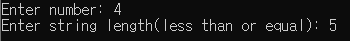 Enter number: 4
Enter string length(less than or equal): 5